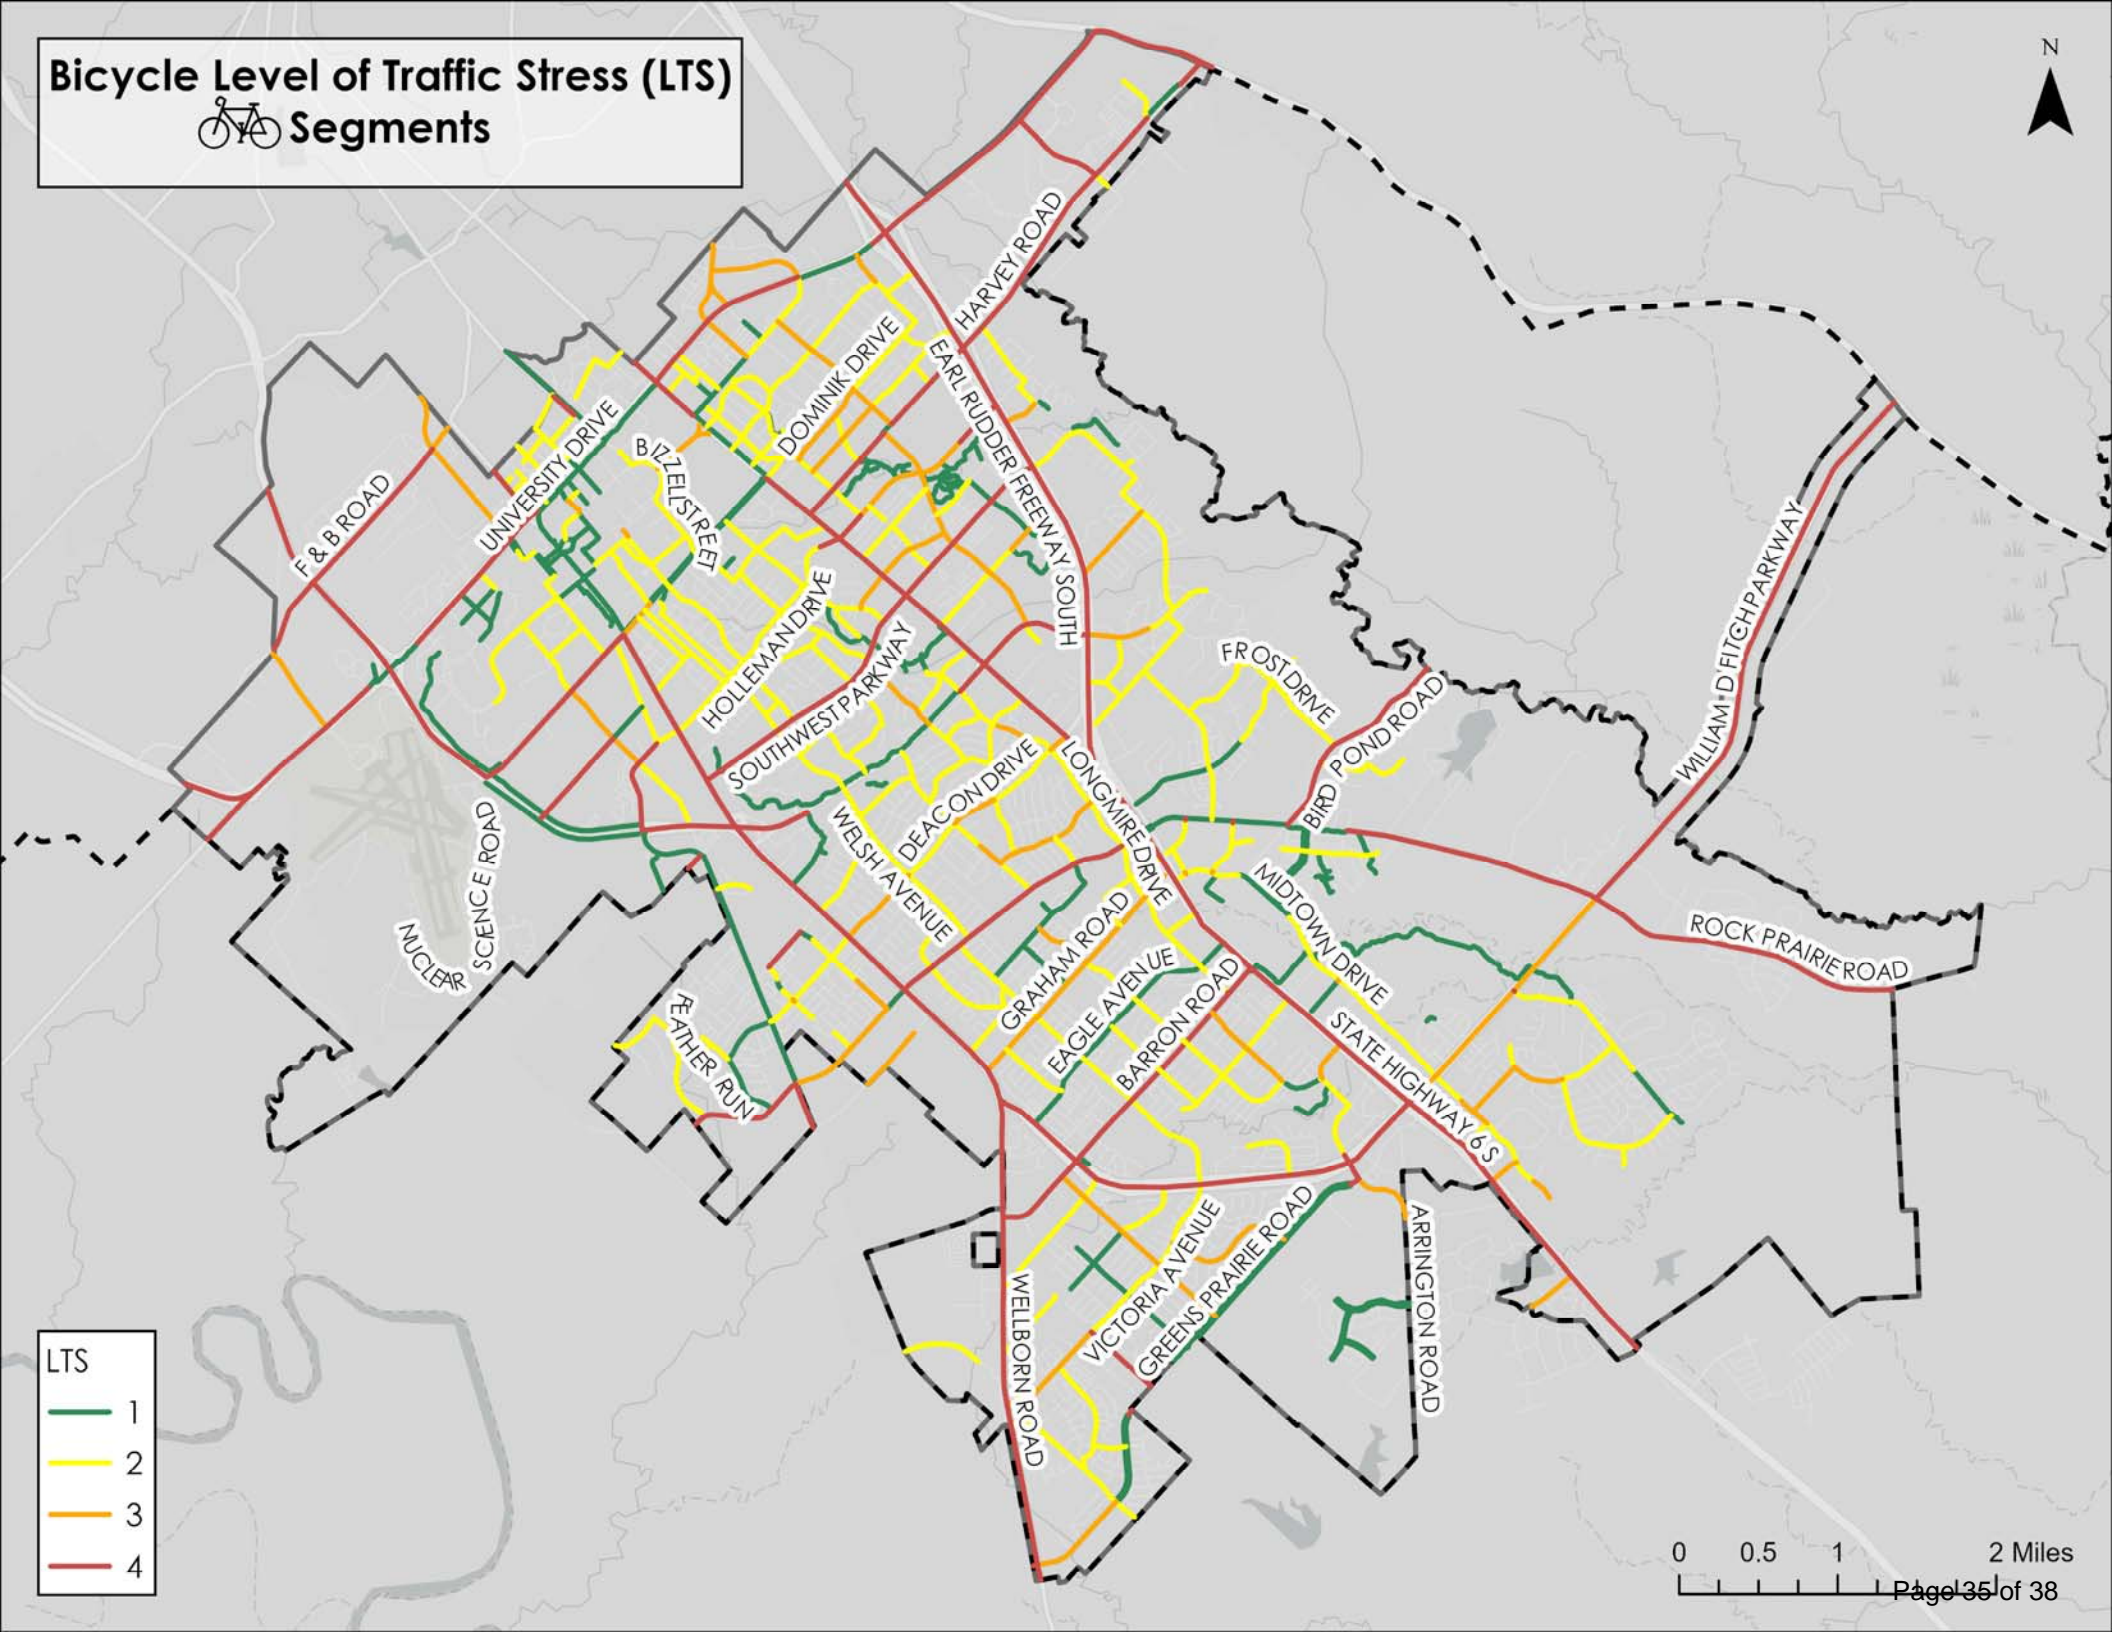 Bicycle Level of Traffic Stress (LTS)
Segments
N
HARVEY ROAD
EARL RUDDER FREEWAY SOUTH
DOMINIK DRIVE
UNIVERSITY DRIVE
BIZZELL STREET
F & B ROAD
HOLLEMAN DRIVE
SOUTHWEST PARKWAY
FROST DRIVE
BIRD POND ROAD
WILLIAM D FITCH PARKWAY
DEACON DRIVE
LONGMIRE DRIVE
WELSH AVENUE
NUCLEAR SCIENCE ROAD
MIDTOWN DRIVE
GRAHAM ROAD
EAGLE AVENUE
BARRON ROAD
ROCK PRAIRIE ROAD
FEATHER RUN
STATE HIGHWAY 6 S
VICTORIA AVENUE
GREENS PRAIRIE ROAD
ARRINGTON ROAD
WELLBORN ROAD
LTS
1
2
3
4
0 0.5 1 2 Miles
Page 35 of 38